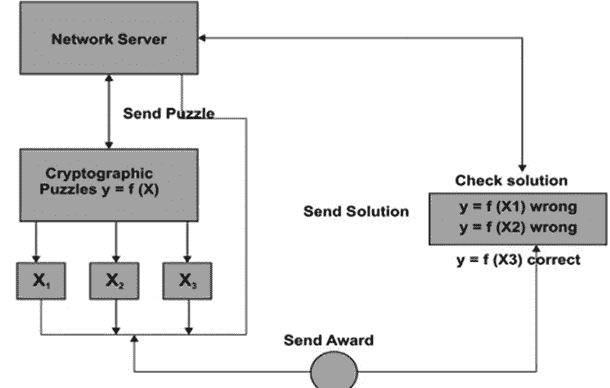 Network Server
Send Puzzle
Cryptographic
Puzzles y = f (X)
X₁
X₂
X₃
Send Solution
Check solution
y = f (X1) wrong
y = f (X2) wrong
y = f (X3) correct
Send Award